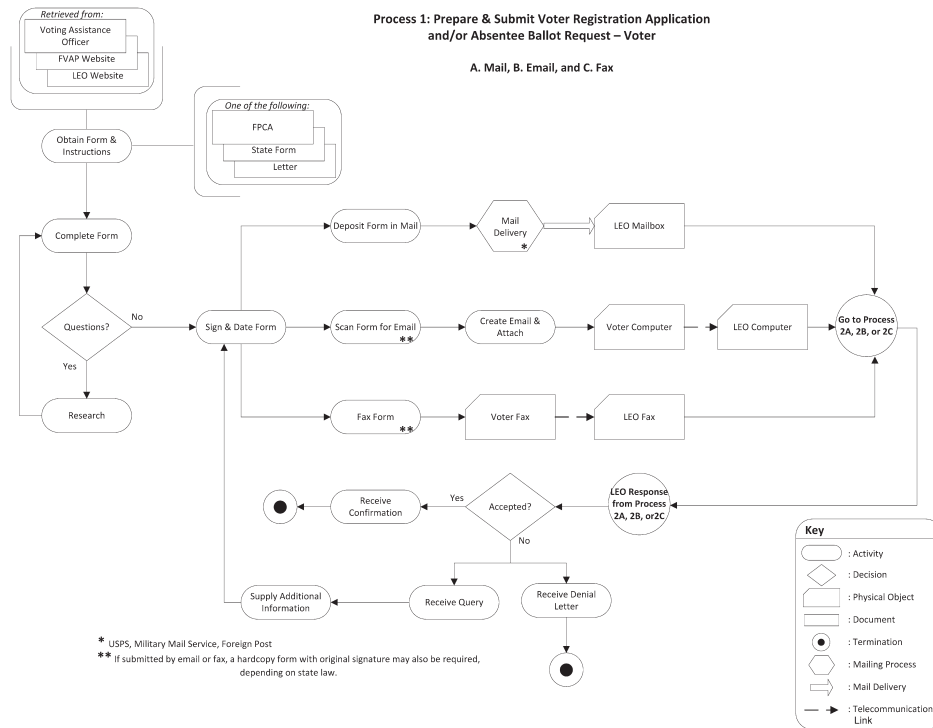 Process 1: Prepare & Submit Voter Registration Application
and/or Absentee Ballot Request – Voter
A. Mail, B. Email, and C. Fax
Retrieved from:
Voting Assistance
Officer
FVAP Website
LEO Website
Obtain Form &
Instructions
One of the following:
FPCA
State Form
Letter
Complete Form
Questions?
No
Yes
Research
Sign & Date Form
Deposit Form in Mail
Mail
Delivery
*
LEO Mailbox
Scan Form for Email
**
Create Email &
Attach
Voter Computer
LEO Computer
Go to Process
2A, 2B, or 2C
Fax Form
**
Voter Fax
LEO Fax
LEO Response
from Process
2A, 2B, or2C
Accepted?
Yes
No
Receive
Confirmation
Receive Query
Receive Denial
Letter
Supply Additional
Information
* USPS, Military Mail Service, Foreign Post
** If submitted by email or fax, a hardcopy form with original signature may also be required,
depending on state law.
Key
: Activity
: Decision
: Physical Object
: Document
: Termination
: Mailing Process
: Mail Delivery
: Telecommunication
Link